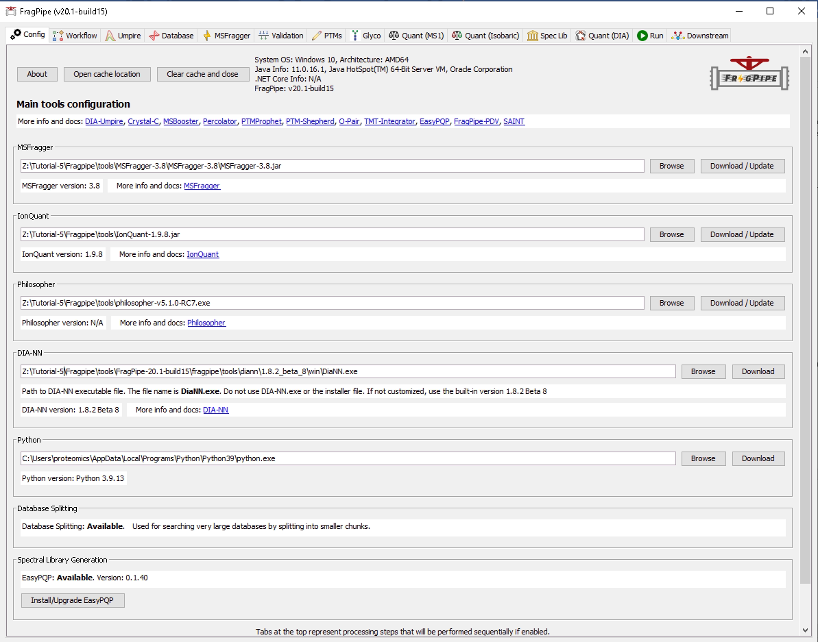 FragPipe (v20.1-build15)
Config Workflow Umpire Database MSFragger Validation PTMs Glyco Quant (MS1) Quant (Isobaric) Spec Lib Quant (DIA) Run Downstream
System OS: Windows 10, Architecture: AMD64
About Open cache location Clear cache and close Java Info: 11.0.16.1, Java HotSpot(TM) 64-Bit Server VM, Oracle Corporation
.NET Core Info: N/A
FragPipe: v20.1-build15
FRAGPIPE
Main tools configuration
More info and docs: DIA-Umpire, Crystal-C, MSBooster, Percolator, PTMProphet, PTM-Shepherd, O-Pair, TMT-Integrator, EasyPQP, FragPipe-PDV, SAINT
MSFragger
Z:\Tutorial-5\Fragpipe\tools\MSFragger-3.8\MSFragger-3.8\MSFragger-3.8.jar Browse Download / Update
MSFragger version: 3.8 More info and docs: MSFragger
IonQuant
Z:\Tutorial-5\Fragpipe\tools\IonQuant-1.9.8.jar Browse Download / Update
IonQuant version: 1.9.8 More info and docs: IonQuant
Philosopher
Z:\Tutorial-5\Fragpipe\tools\philosopher-v5.1.0-RC7.exe Browse Download / Update
Philosopher version: N/A More info and docs: Philosopher
DIA-NN
Z:\Tutorial-5\Fragpipe\tools\FragPipe-20.1-build15\fragpipe\tools\diann\1.8.2_beta_8\win\DiaNN.exe Browse Download
Path to DIA-NN executable file. The file name is DiaNN.exe. Do not use DIA-NN.exe or the installer file. If not customized, use the built-in version 1.8.2 Beta 8
DIA-NN version: 1.8.2 Beta 8 More info and docs: DIA-NN
Python
C:\Users\proteomics\AppData\Local\Programs\Python\Python39\python.exe Browse Download
Python version: Python 3.9.13
Database Splitting
Database Splitting: Available. Used for searching very large databases by splitting into smaller chunks.
Spectral Library Generation
EasyPQP: Available. Version: 0.1.40
Install/Upgrade EasyPQP
Tabs at the top represent processing steps that will be performed sequentially if enabled.